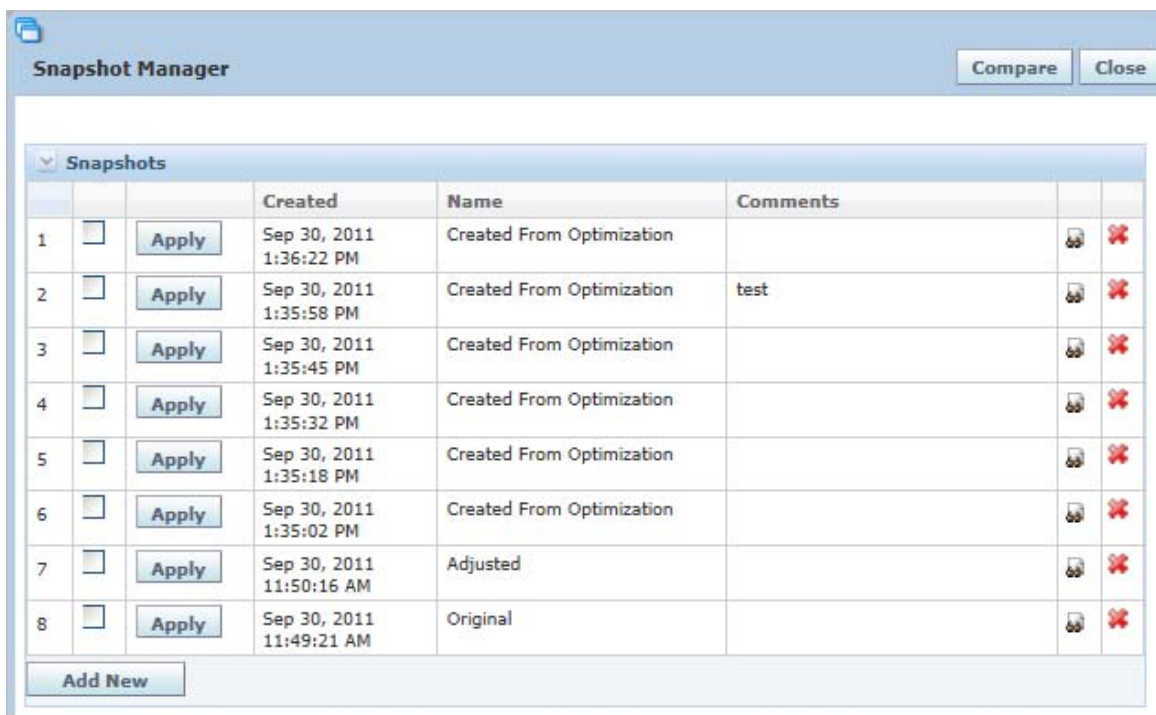 Snapshot Manager
Compare
Close
Snapshots
Created Name Comments
1 Apply Sep 30, 2011 Created From Optimization
1:36:22 PM
2 Apply Sep 30, 2011 Created From Optimization test
1:35:58 PM
3 Apply Sep 30, 2011 Created From Optimization
1:35:45 PM
4 Apply Sep 30, 2011 Created From Optimization
1:35:32 PM
5 Apply Sep 30, 2011 Created From Optimization
1:35:18 PM
6 Apply Sep 30, 2011 Created From Optimization
1:35:02 PM
7 Apply Sep 30, 2011 Adjusted
11:50:16 AM
8 Apply Sep 30, 2011 Original
11:49:21 AM
Add New